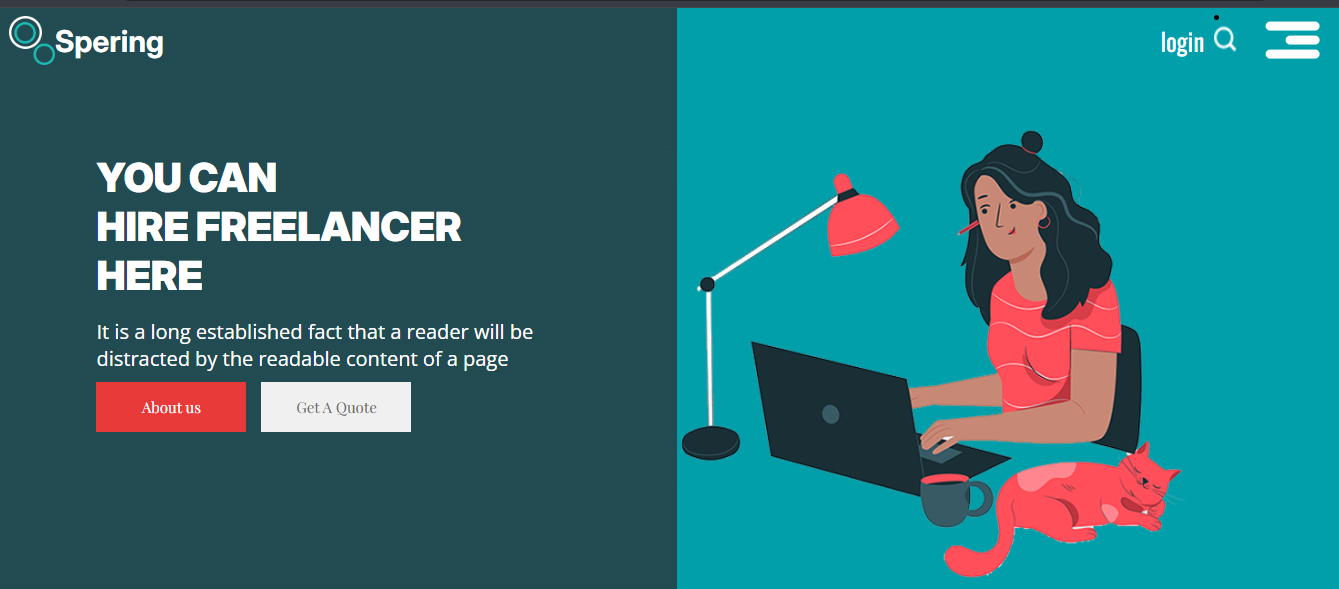 Spering
login
YOU CAN
HIRE FREELANCER
HERE
It is a long established fact that a reader will be
distracted by the readable content of a page
About us
Get A Quote